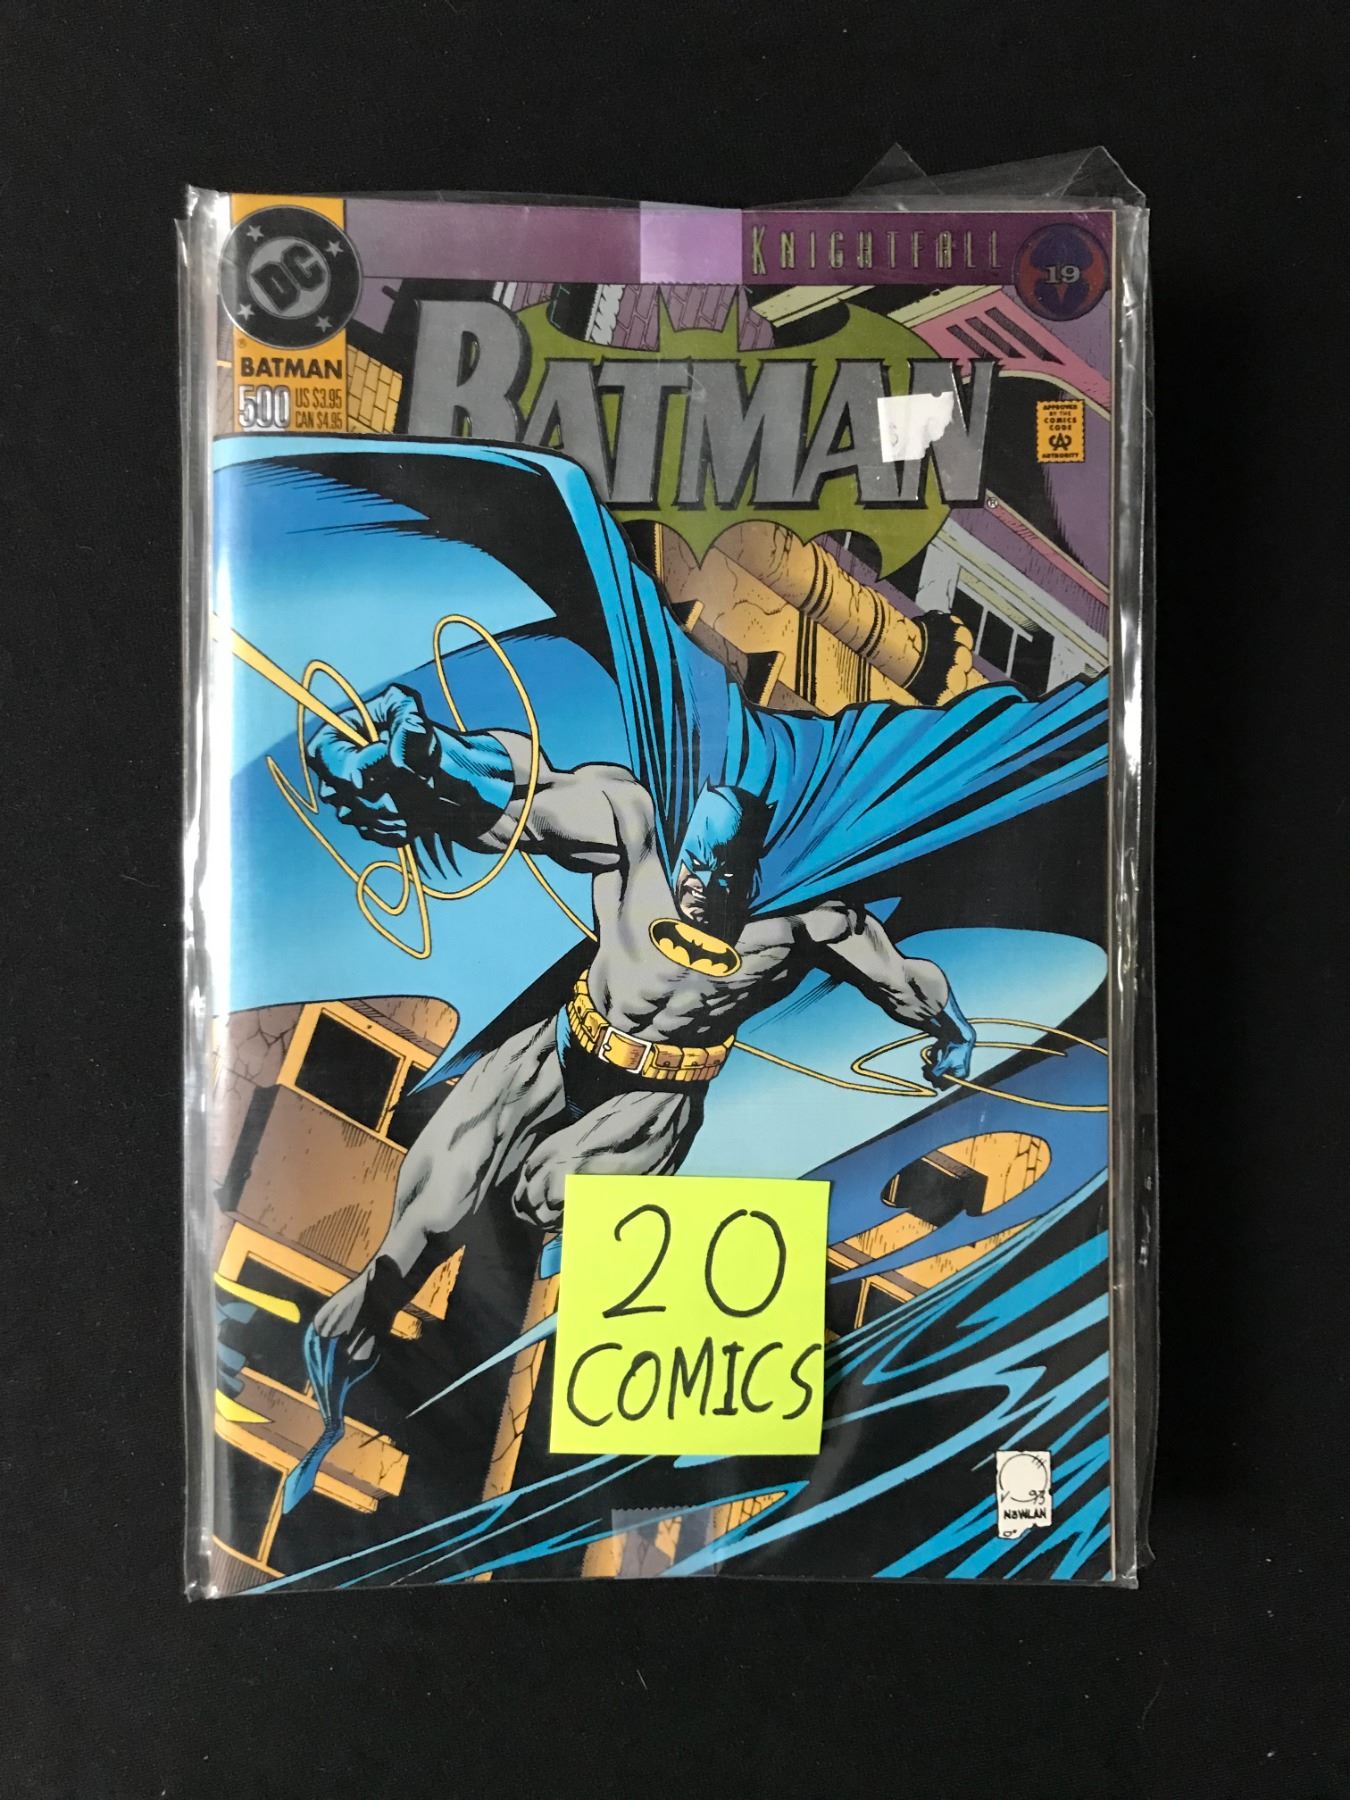 KNIGHTFALL
19
DC
®
BATMAN
500 US $3.95
CAN $4.95
BATMAN
®
$
APPROVED
BY THE
COMICS
CODE
CA
AUTHORITY
20
COMICS
V 93
NOWLAN